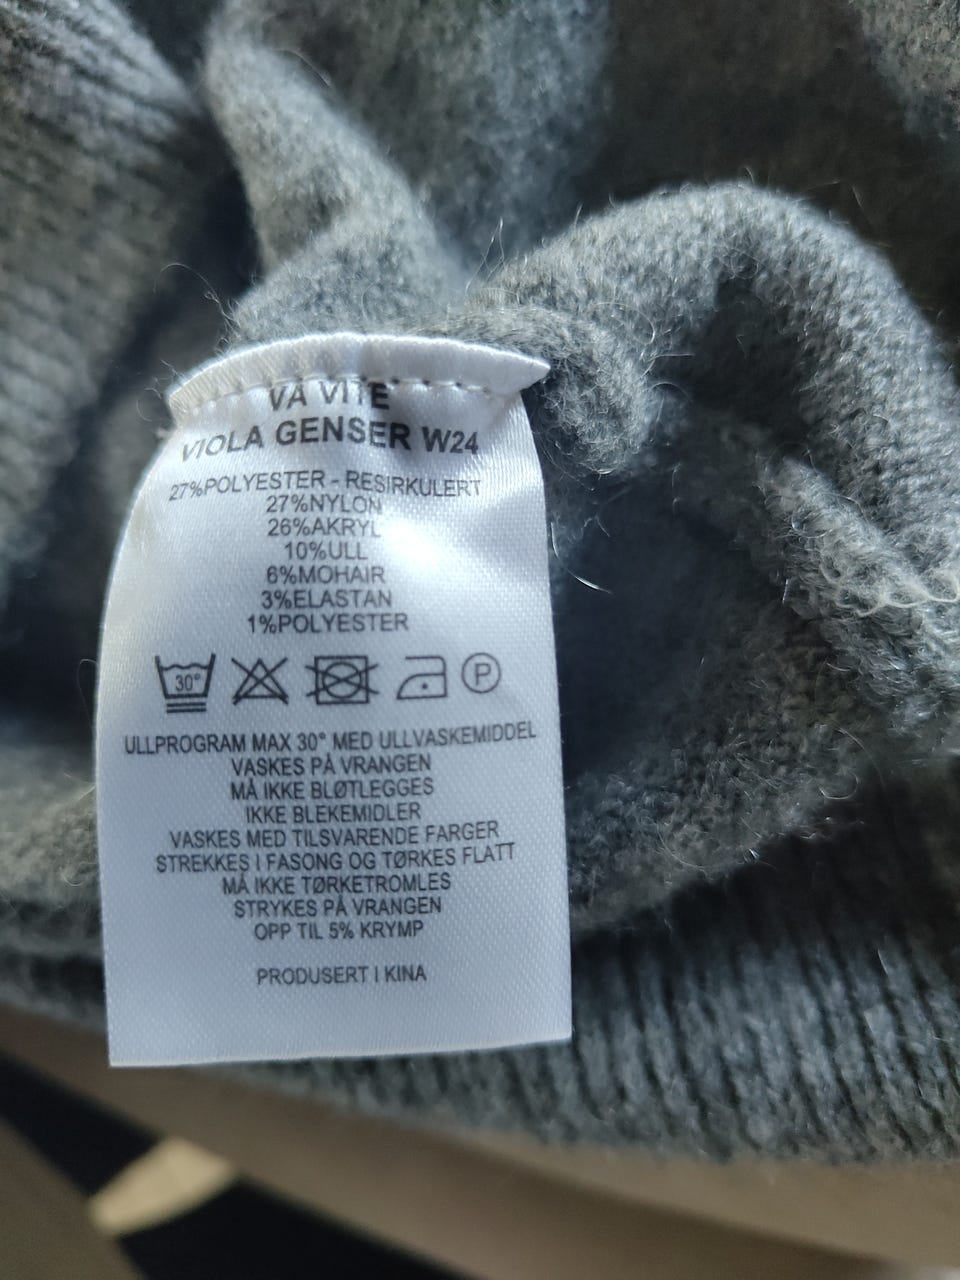 VA VITE
VIOLA GENSER W24
27%POLYESTER - RESIRKULERT
27%NYLON
26%AKRYL
10%ULL
6%MOHAIR
3%ELASTAN
1%POLYESTER
30° P
ULLPROGRAM MAX 30° MED ULLVASKEMIDDEL
VASKES PÅ VRANGEN
MÅ IKKE BLØTLEGGES
IKKE BLEKEMIDLER
VASKES MED TILSVARENDE FARGER
STREKKES I FASONG OG TØRKES FLATT
MÅ IKKE TØRKETROMLES
STRYKES PÅ VRANGEN
OPP TIL 5% KRYMP
PRODUSERT I KINA